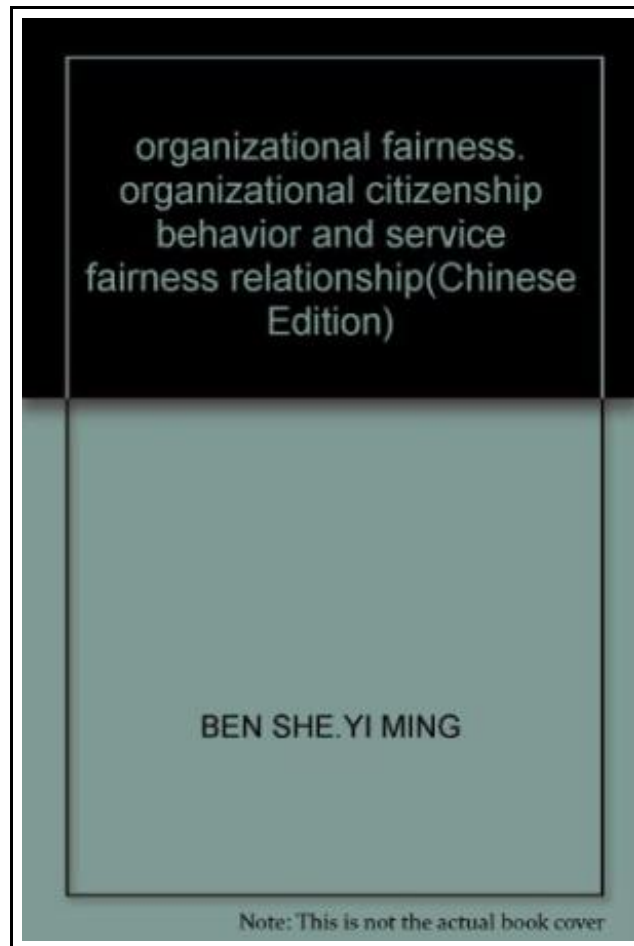 organizational fairness.
organizational citizenship
behavior and service
fairness relationship(Chinese
Edition)
BEN SHE.YI MING
Note: This is not the actual book cover